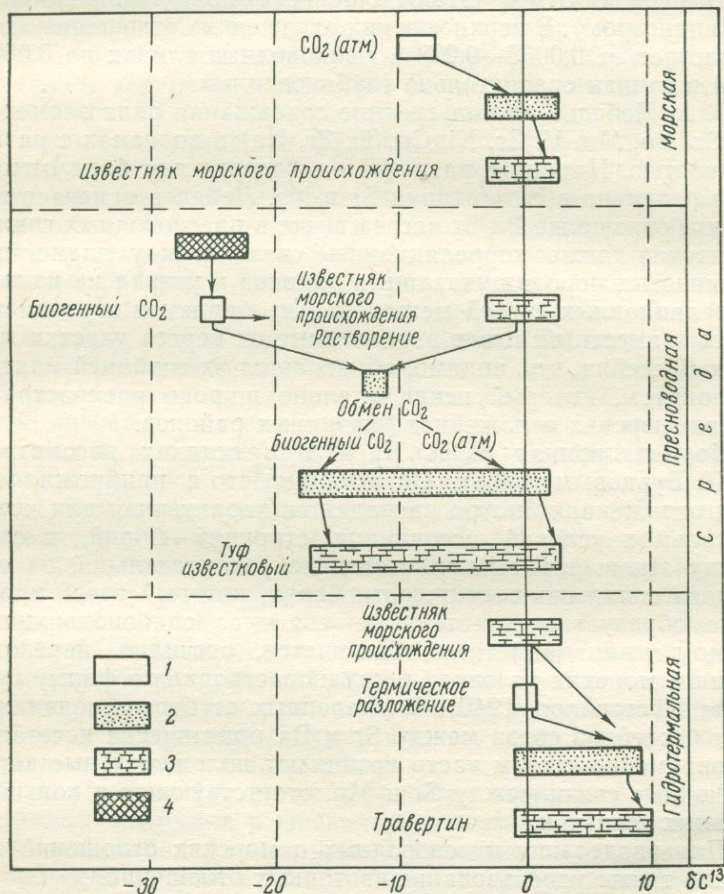 CO₂(атм)
Известняк морского происхождения
Морская
Известняк
морского
происхождения
Биогенный CO₂
Растворение
Обмен CO₂
Биогенный CO₂ CO₂(атм)
Туф
известковый
Пресноводная
Среда
Известняк
морского
происхождения
Термическое
разложение
Травертин
Гидротермальная
1
2
3
4
−30 −20 −10 0 10 δC¹³